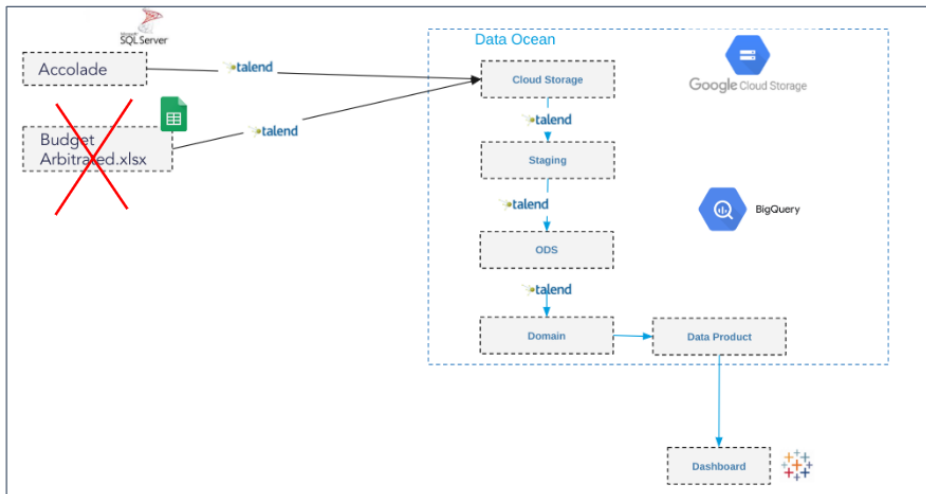 Microsoft
SQL Server
Data Ocean
Accolade
talend
Cloud Storage
Google Cloud Storage
talend
Budget
Arbitrated.xlsx
talend
Staging
talend
BigQuery
ODS
talend
Domain
Data Product
Dashboard